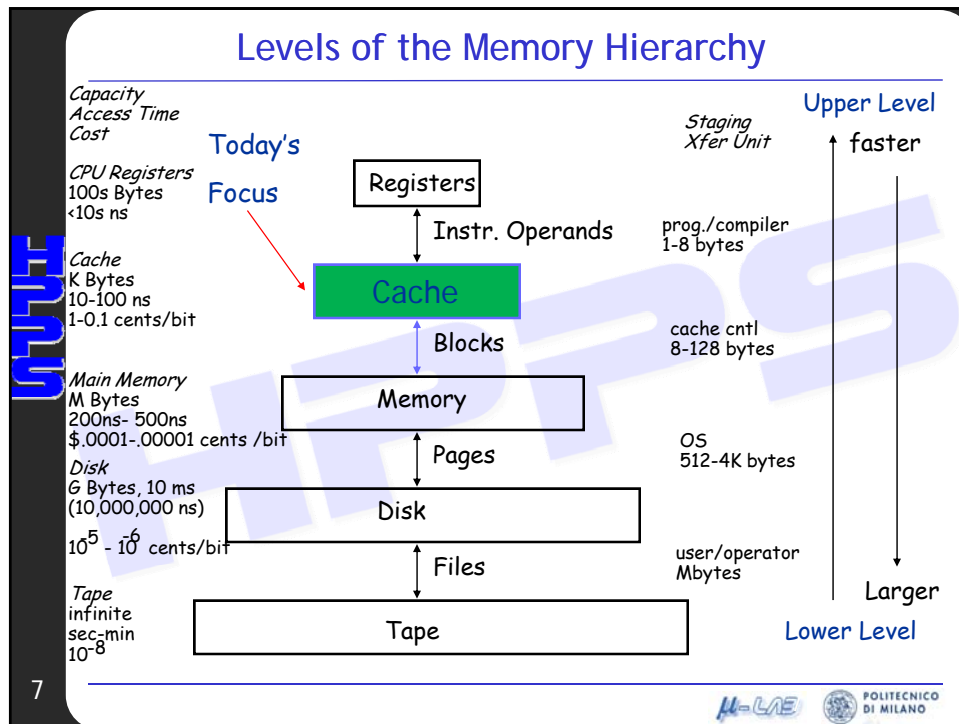 Levels of the Memory Hierarchy
Capacity
Access Time
Cost
Today's
Focus
Staging
Xfer Unit
Upper Level
faster
CPU Registers
100s Bytes
<10s ns
Registers
Instr. Operands
prog./compiler
1-8 bytes
Cache
K Bytes
10-100 ns
1-0.1 cents/bit
Cache
Blocks
cache cntl
8-128 bytes
Main Memory
M Bytes
200ns- 500ns
$.0001-.00001 cents /bit
Memory
Pages
OS
512-4K bytes
Disk
G Bytes, 10 ms
(10,000,000 ns)
10-5 - 10-6 cents/bit
Disk
Files
user/operator
Mbytes
Tape
infinite
sec-min
10-8
Tape
Larger
Lower Level
HPPS
HPPS
7
μ-LAB
POLITECNICO
DI MILANO